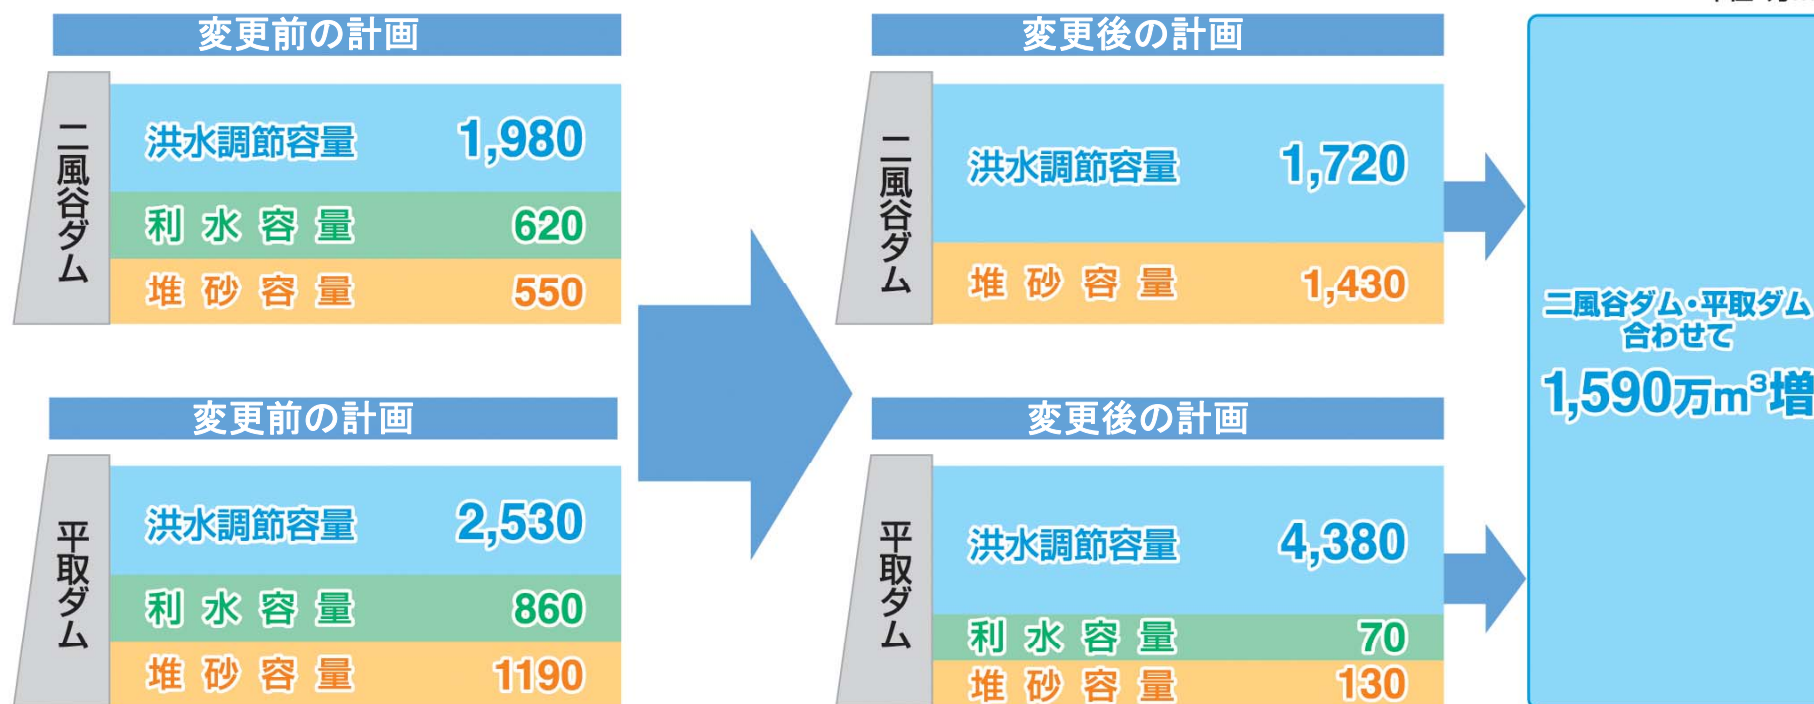 変更前の計画
二風谷ダム
洪水調節容量 1,980
利水容量 620
堆砂容量 550
変更後の計画
二風谷ダム
洪水調節容量 1,720
堆砂容量 1,430
変更前の計画
平取ダム
洪水調節容量 2,530
利水容量 860
堆砂容量 1190
変更後の計画
平取ダム
洪水調節容量 4,380
利水容量 70
堆砂容量 130
二風谷ダム・平取ダム
合わせて
1,590万m³増